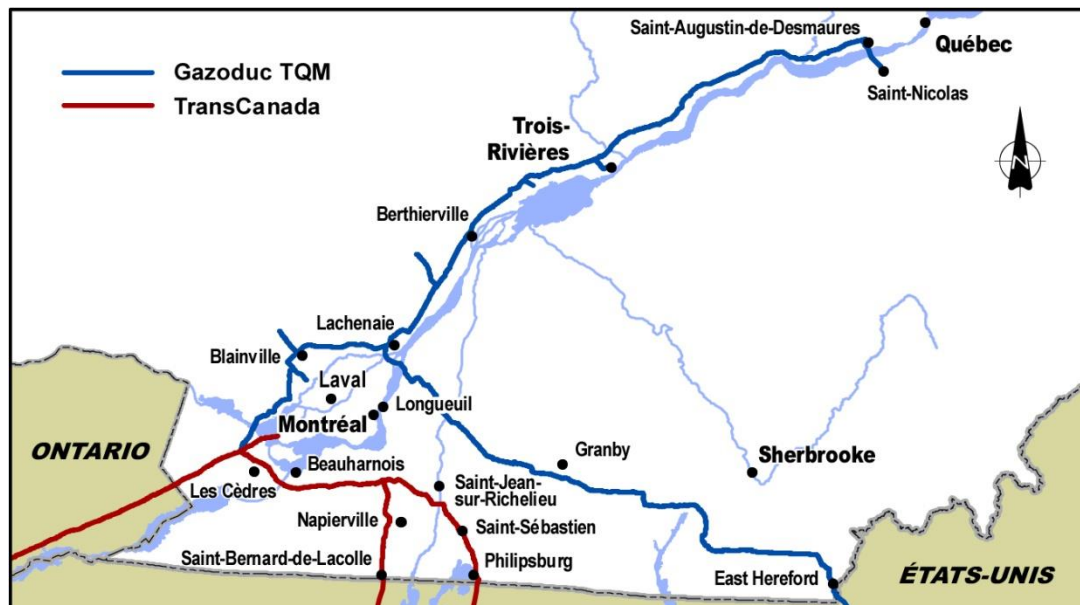 Saint-Augustin-de-Desmaures
Québec
Gazoduc TQM
Saint-Nicolas
TransCanada
Trois-
Rivières
N
Berthierville
Lachenaie
Blainville
Laval
Longueuil
Montréal
ONTARIO
Granby
Sherbrooke
Beauharnois
Les Cèdres
Saint-Jean-
sur-Richelieu
Napierville
Saint-Sébastien
Saint-Bernard-de-Lacolle
Philipsburg
East Hereford
ÉTATS-UNIS